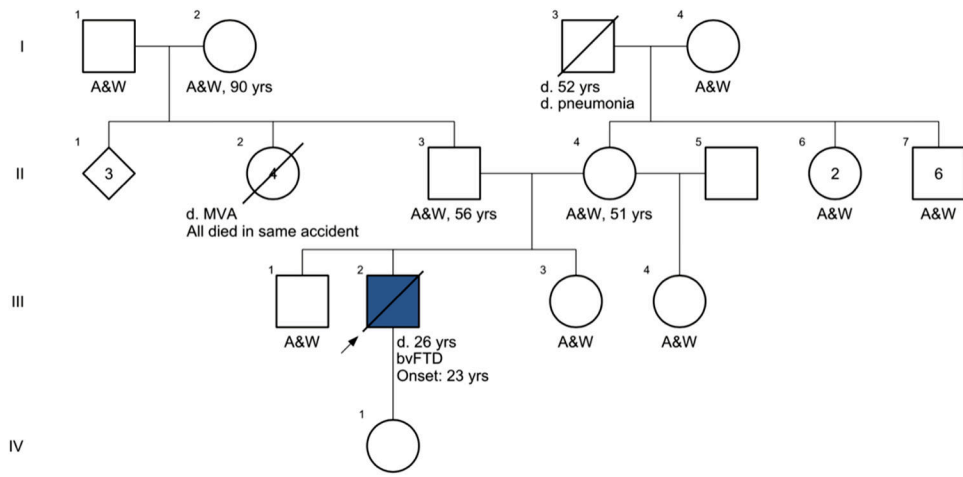 1
2
3
4
I
A&W
A&W, 90 yrs
d. 52 yrs
d. pneumonia
A&W
1
2
3
4
5
6
7
II
3
4
2
6
d. MVA
All died in same accident
A&W, 56 yrs
A&W, 51 yrs
A&W
A&W
1
2
3
4
III
A&W
d. 26 yrs
bvFTD
Onset: 23 yrs
A&W
A&W
1
IV